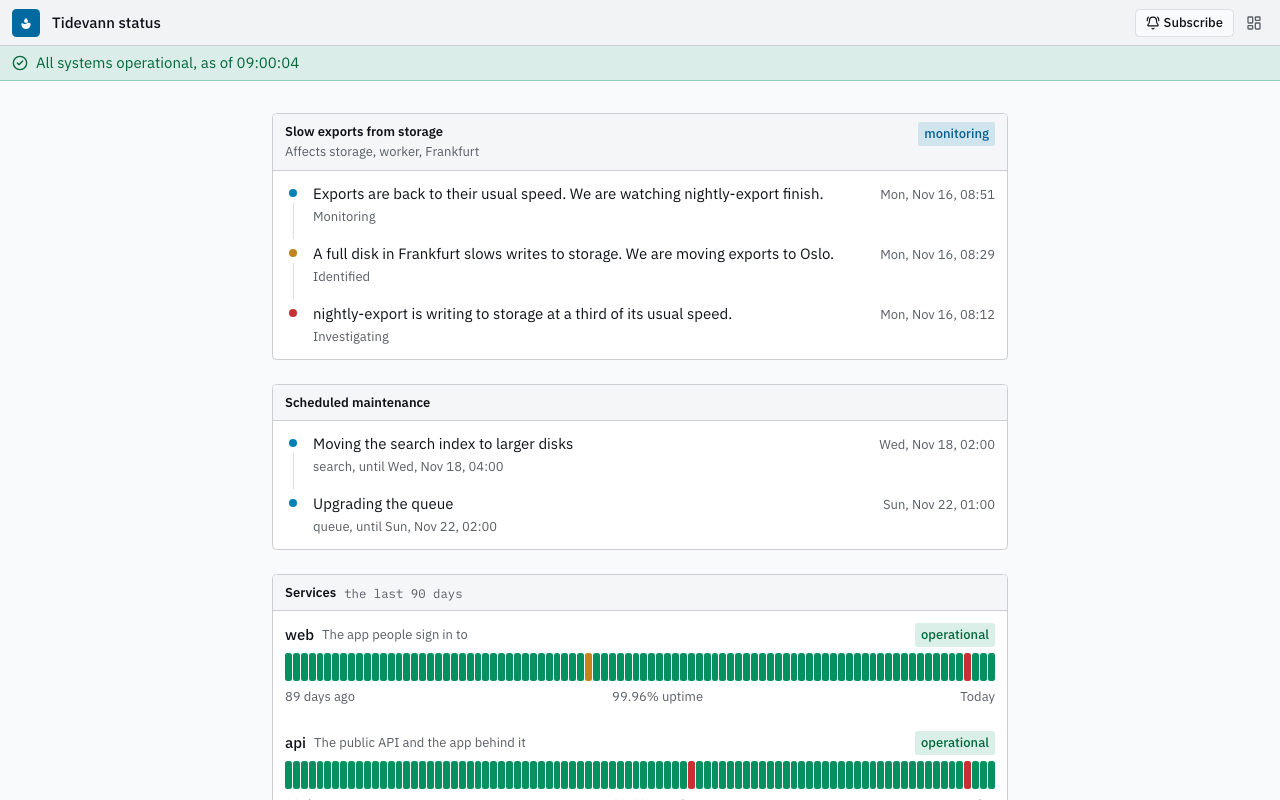 Tidevann status
Subscribe
All systems operational, as of 09:00:04
Slow exports from storage
monitoring
Affects storage, worker, Frankfurt
Exports are back to their usual speed. We are watching nightly-export finish.
Mon, Nov 16, 08:51
Monitoring
A full disk in Frankfurt slows writes to storage. We are moving exports to Oslo.
Mon, Nov 16, 08:29
Identified
nightly-export is writing to storage at a third of its usual speed.
Mon, Nov 16, 08:12
Investigating
Scheduled maintenance
Moving the search index to larger disks
Wed, Nov 18, 02:00
search, until Wed, Nov 18, 04:00
Upgrading the queue
Sun, Nov 22, 01:00
queue, until Sun, Nov 22, 02:00
Services the last 90 days
web The app people sign in to
operational
89 days ago
99.96% uptime
Today
api The public API and the app behind it
operational